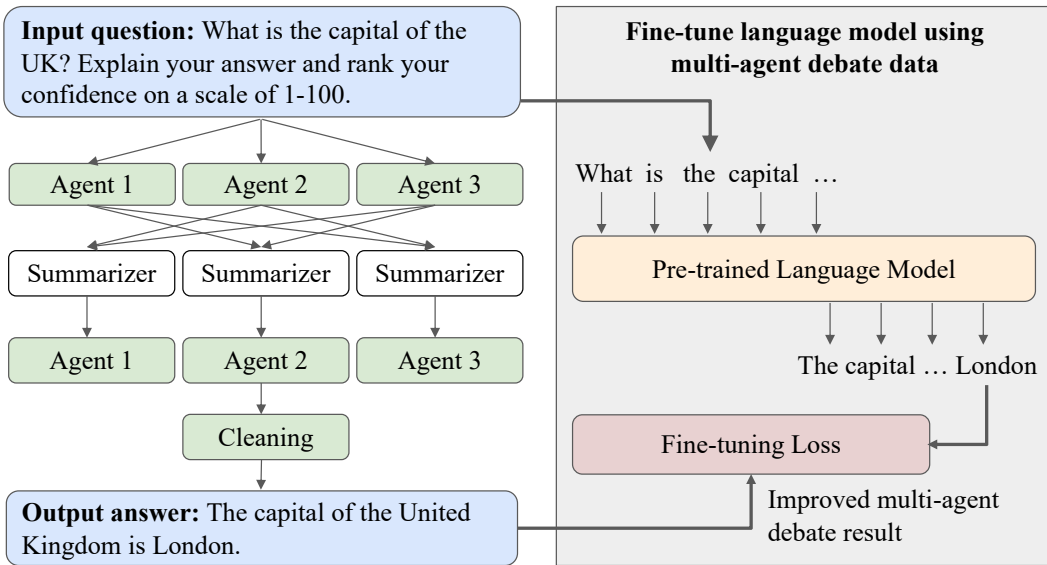 Input question: What is the capital of the
UK? Explain your answer and rank your
confidence on a scale of 1-100.
Agent 1
Agent 2
Agent 3
Summarizer
Summarizer
Summarizer
Agent 1
Agent 2
Agent 3
Cleaning
Output answer: The capital of the United
Kingdom is London.
Fine-tune language model using
multi-agent debate data
What is the capital …
Pre-trained Language Model
The capital … London
Fine-tuning Loss
Improved multi-agent
debate result